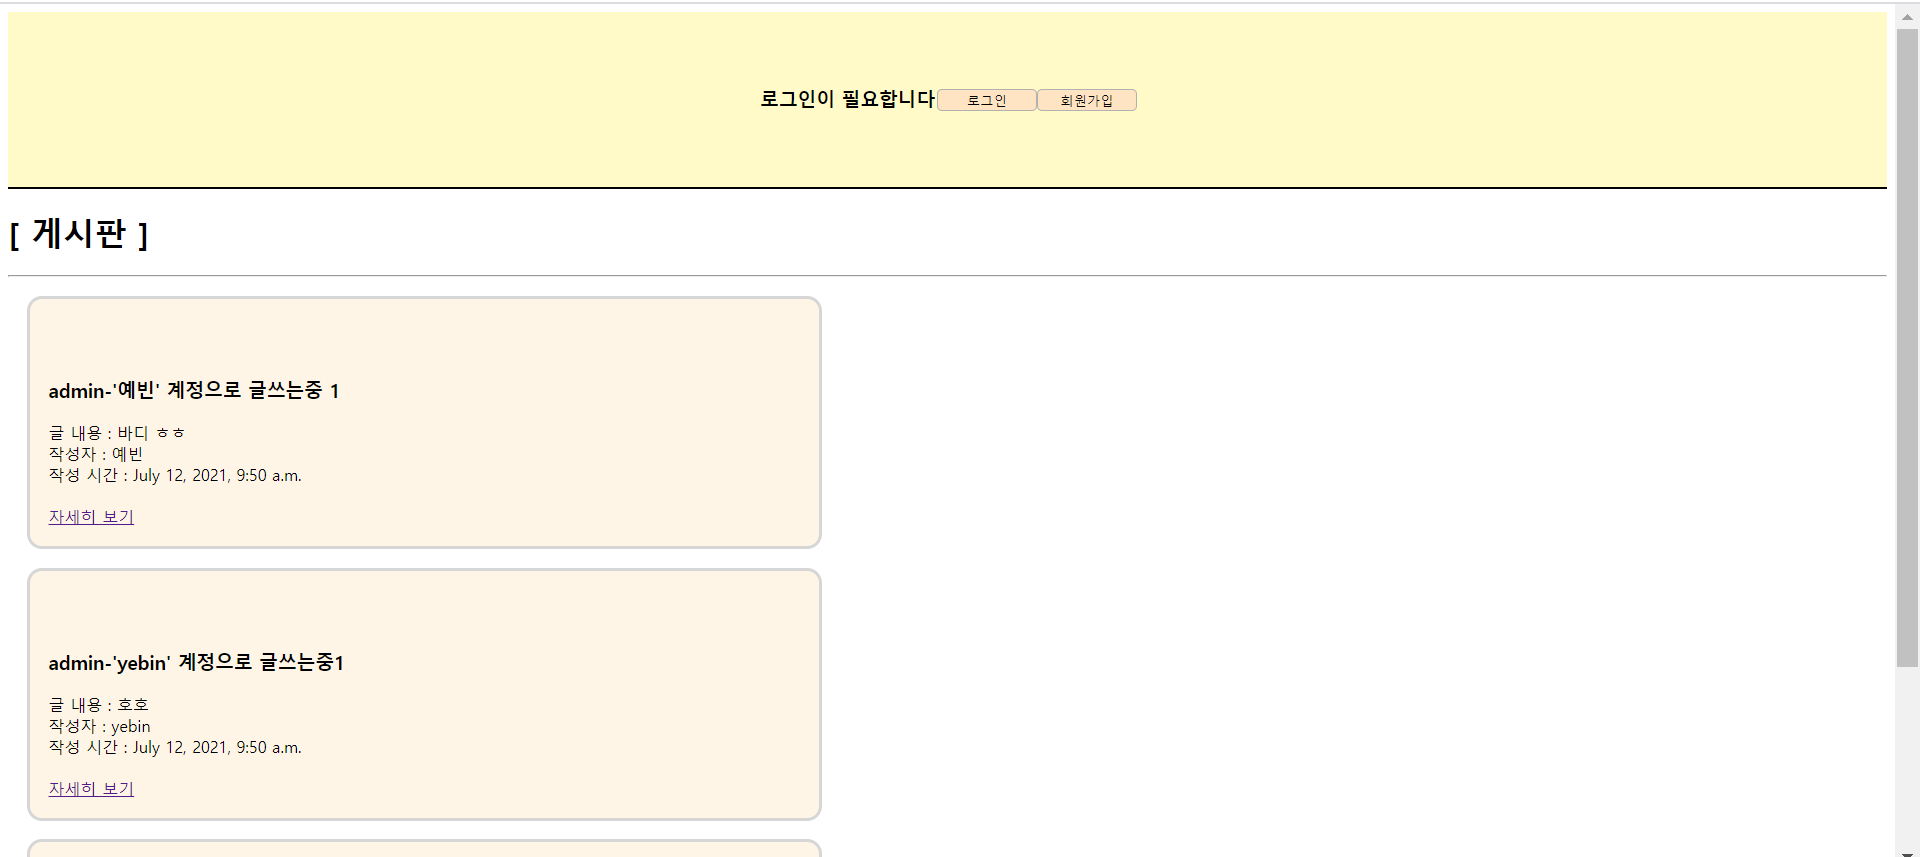 로그인이 필요합니다 로그인 회원가입
[ 게시판 ]
admin-'예빈' 계정으로 글쓰는중 1
글 내용 : 바디 ㅎㅎ
작성자 : 예빈
작성 시간 : July 12, 2021, 9:50 a.m.
자세히 보기
admin-'yebin' 계정으로 글쓰는중1
글 내용 : 호호
작성자 : yebin
작성 시간 : July 12, 2021, 9:50 a.m.
자세히 보기